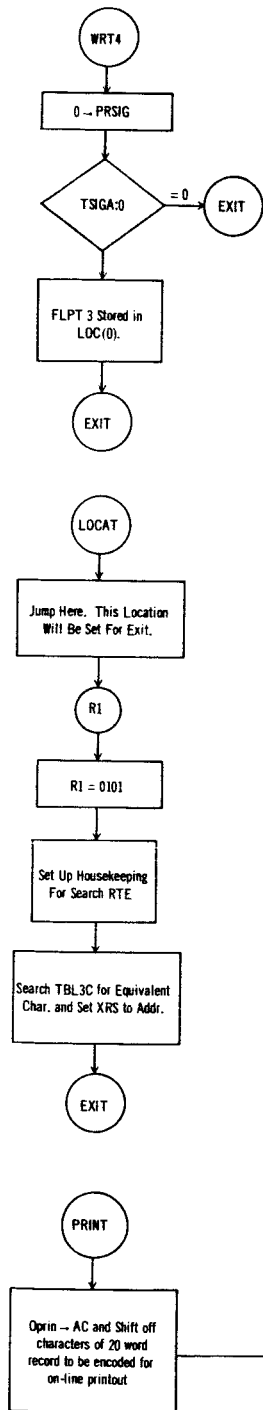 WRT4
0 → PRSIG
TSIGA:0
= 0
EXIT
FLPT 3 Stored in
LOC(0).
EXIT
LOCAT
Jump Here. This Location
Will Be Set For Exit.
R1
R1 = 0101
Set Up Housekeeping
For Search RTE
Search TBL3C for Equivalent
Char. and Set XRS to Addr.
EXIT
PRINT
Oprin → AC and Shift off
characters of 20 word
record to be encoded for
on-line printout